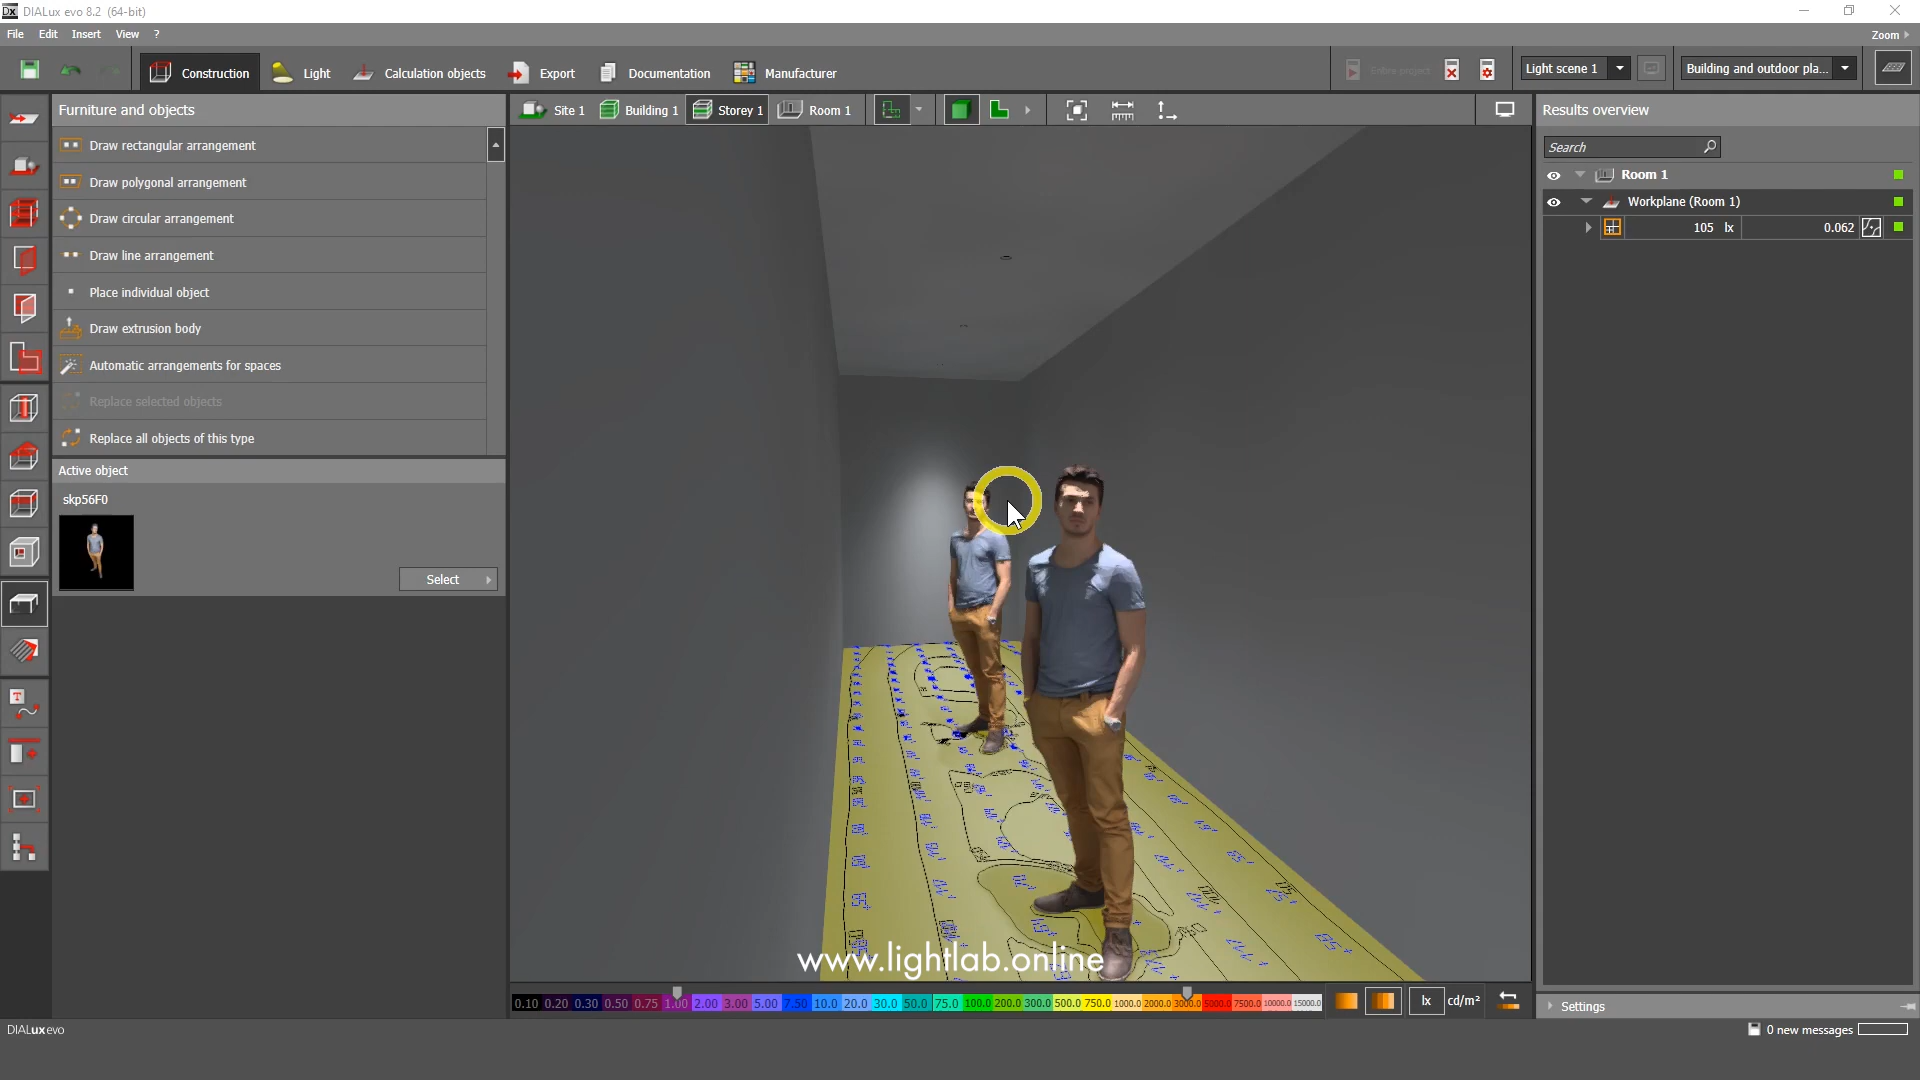 DIALux evo 8.2 (64-bit)
File Edit Insert View ?
Zoom
Construction Light Calculation objects Export Documentation Manufacturer
Entire project Light scene 1 Building and outdoor pla...
Furniture and objects
Site 1 Building 1 Storey 1 Room 1
Results overview
Draw rectangular arrangement
Draw polygonal arrangement
Draw circular arrangement
Draw line arrangement
Place individual object
Draw extrusion body
Automatic arrangements for spaces
Replace selected objects
Replace all objects of this type
Active object
skp56F0
Select
Search
Room 1
Workplane (Room 1)
105 lx 0.062
www.lightlab.online
0.10 0.20 0.30 0.50 0.75 1.00 2.00 3.00 5.00 7.50 10.0 20.0 30.0 50.0 75.0 100.0 200.0 300.0 500.0 750.0 1000.0 2000.0 3000.0 5000.0 7500.0 10000.0 15000.0
lx cd/m²
Settings
DIALux evo
0 new messages